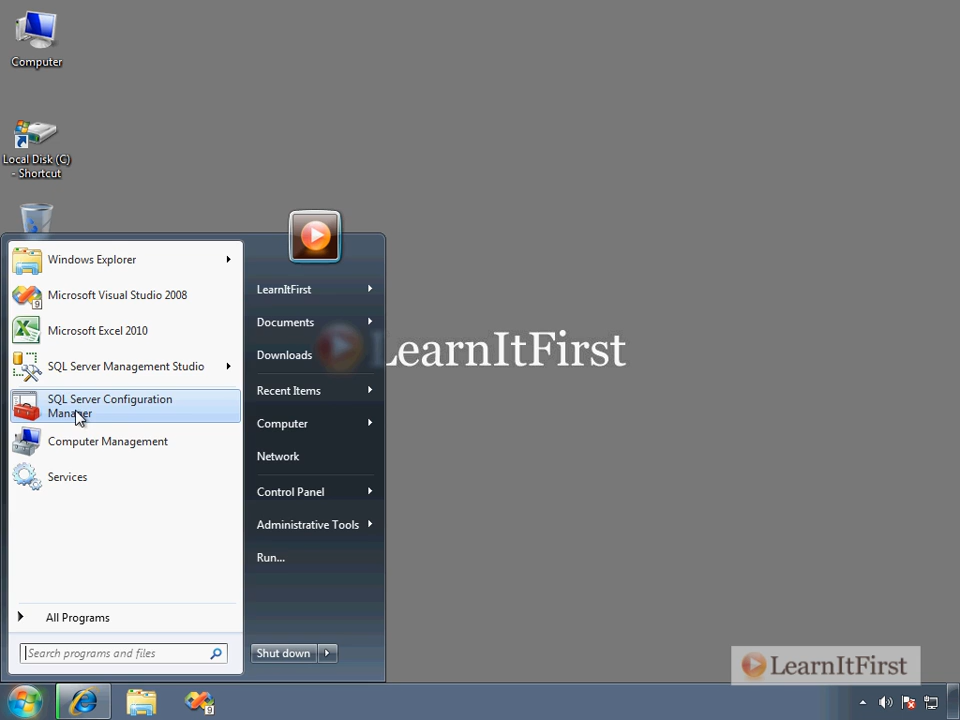 Computer
Local Disk (C)
- Shortcut
Windows Explorer
Microsoft Visual Studio 2008
9
Microsoft Excel 2010
SQL Server Management Studio
SQL Server Configuration
Manager
Computer Management
Services
All Programs
Search programs and files
LearnItFirst
Documents
Downloads
Recent Items
Computer
Network
Control Panel
Administrative Tools
Run...
Shut down
LearnItFirst
LearnItFirst
9